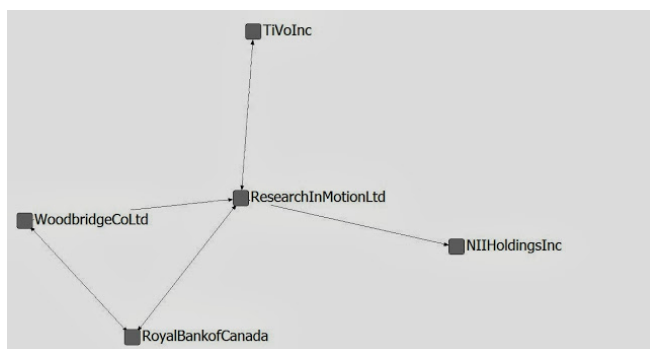 TiVoInc
ResearchInMotionLtd
WoodbridgeCoLtd
NIIHoldingsInc
RoyalBankofCanada